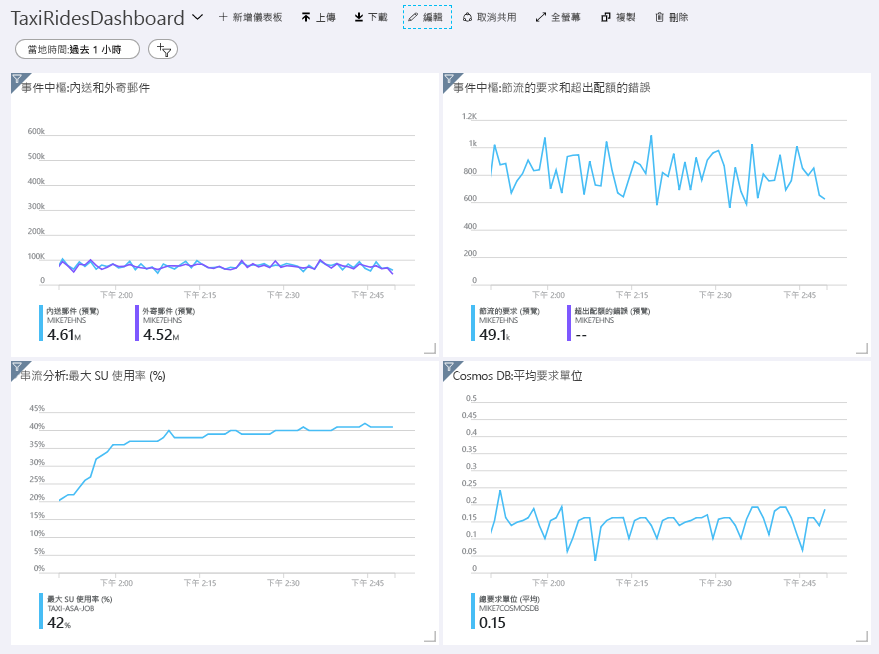 TaxiRidesDashboard
新增儀表板 上傳 下載 編輯 取消共用 全螢幕 複製 刪除
當地時間:過去 1 小時
事件中樞:內送和外寄郵件
600k
500k
400k
300k
200k
100K
0
下午 2:00 下午 2:15 下午 2:30 下午 2:45
內送郵件 (預覽)
MIKE7EHNS
4.61M
外寄郵件 (預覽)
MIKE7EHNS
4.52M
事件中樞:節流的要求和超出配額的錯誤
1.2K
1k
800
600
400
200
0
下午 2:00 下午 2:15 下午 2:30 下午 2:45
節流的要求 (預覽)
MIKE7EHNS
49.1k
超出配額的錯誤 (預覽)
MIKE7EHNS
--
串流分析:最大 SU 使用率 (%)
45%
40%
35%
30%
25%
20%
15%
10%
5%
0%
下午 2:00 下午 2:15 下午 2:30 下午 2:45
最大 SU 使用率 (%)
TAXI-ASA-JOB
42%
Cosmos DB:平均要求單位
0.5
0.45
0.4
0.35
0.3
0.25
0.2
0.15
0.1
0.05
0
下午 2:00 下午 2:15 下午 2:30 下午 2:45
總要求單位 (平均)
MIKE7COSMOSDB
0.15